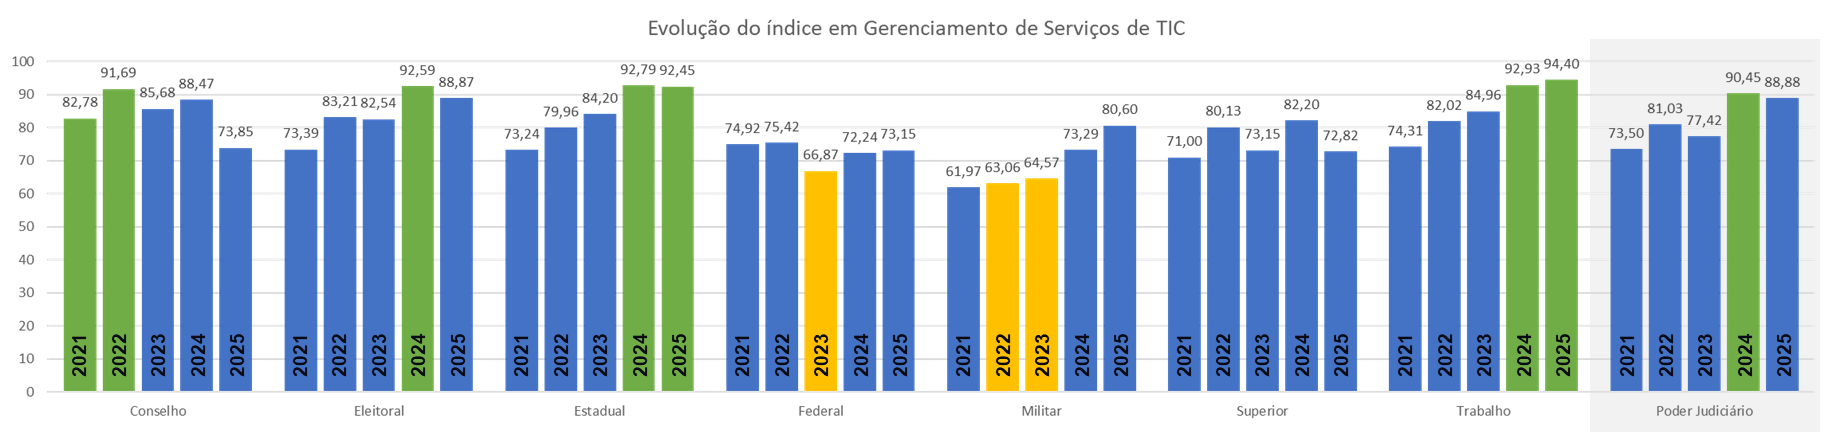 Evolução do índice em Gerenciamento de Serviços de TIC
100
90
80
70
60
50
40
30
20
10
0
82,78 91,69 85,68 88,47 73,85
2021 2022 2023 2024 2025
Conselho
73,39 83,21 82,54 92,59 88,87
2021 2022 2023 2024 2025
Eleitoral
73,24 79,96 84,20 92,79 92,45
2021 2022 2023 2024 2025
Estadual
74,92 75,42 66,87 72,24 73,15
2021 2022 2023 2024 2025
Federal
61,97 63,06 64,57 73,29 80,60
2021 2022 2023 2024 2025
Militar
71,00 80,13 73,15 82,20 72,82
2021 2022 2023 2024 2025
Superior
74,31 82,02 84,96 92,93 94,40
2021 2022 2023 2024 2025
Trabalho
73,50 81,03 77,42 90,45 88,88
2021 2022 2023 2024 2025
Poder Judiciário